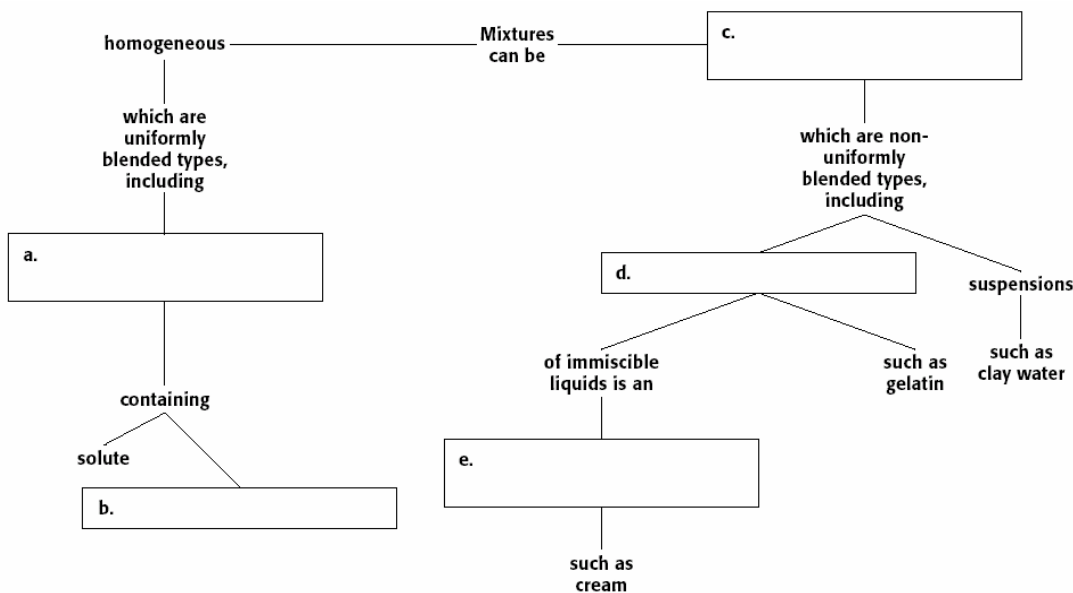 homogeneous
Mixtures
can be
c.
which are
uniformly
blended types,
including
which are non-
uniformly
blended types,
including
a.
d.
suspensions
such as
clay water
of immiscible
liquids is an
such as
gelatin
containing
solute
b.
e.
such as
cream